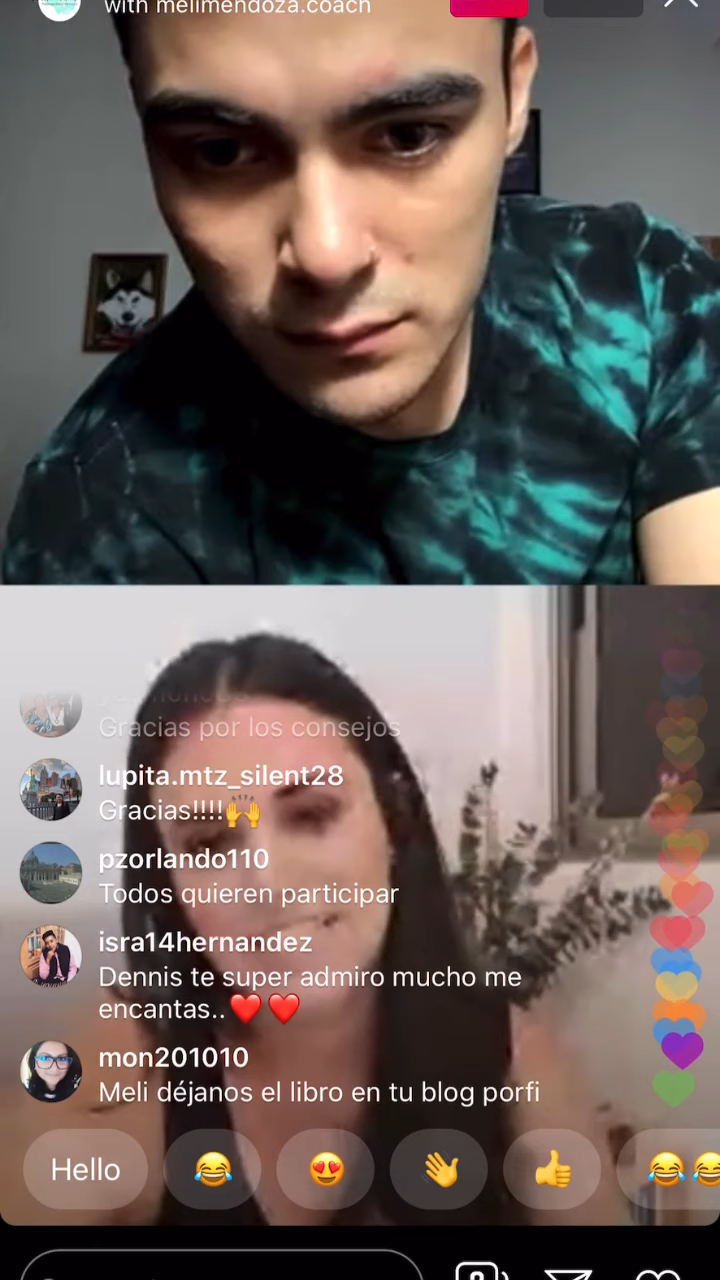 with melimendoza.coach
Gracias por los consejos
lupita.mtz_silent28
Gracias!!!!🙌
pzorlando110
Todos quieren participar
isra14hernandez
Dennis te super admiro mucho me
encantas..❤️❤️
mon201010
Meli déjanos el libro en tu blog porfi
Hello 😂 😍 👋 👍 😂😂